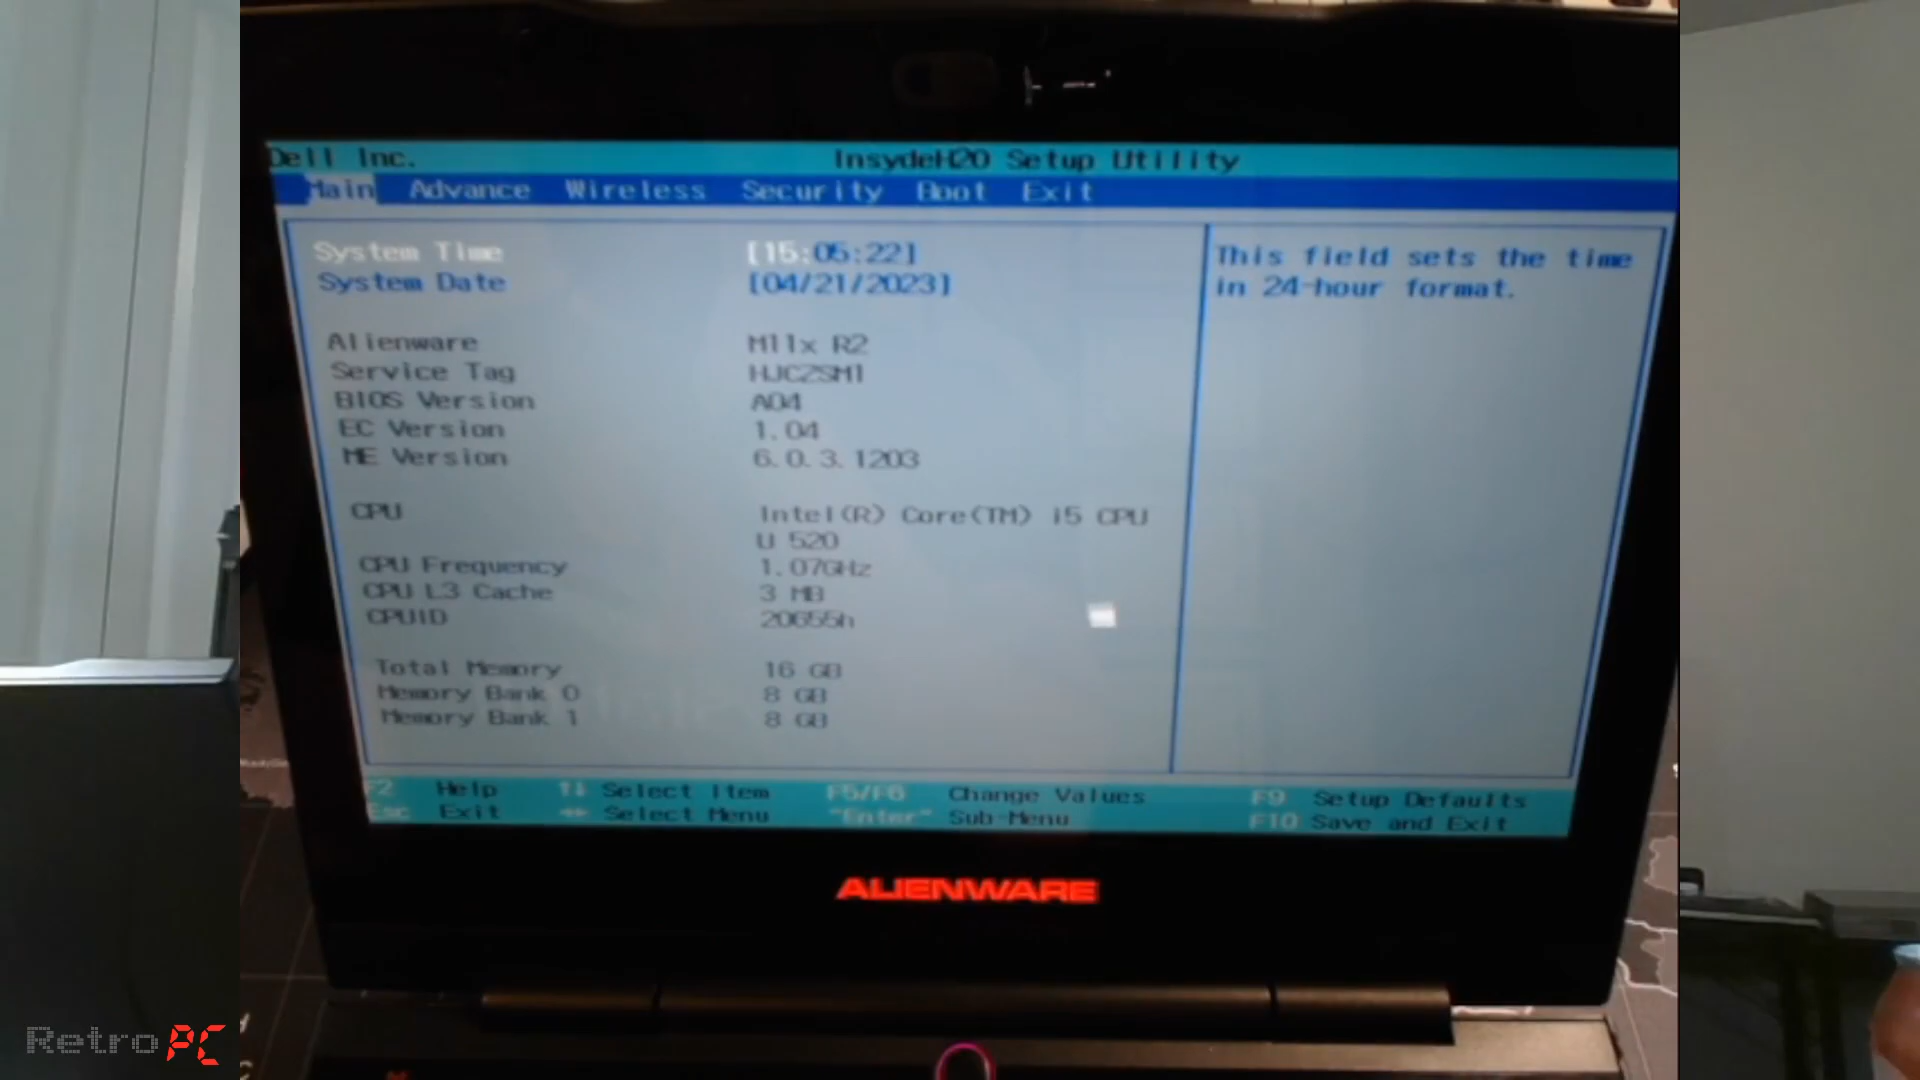 Dell Inc. InsydeH20 Setup Utility
Main Advance Wireless Security Boot Exit
System Time [15:05:22]
System Date [04/21/2023]
This field sets the time
in 24-hour format.
Alienware M11x R2
Service Tag HJCZSM1
BIOS Version A04
EC Version 1.04
ME Version 6.0.3.1203
CPU Intel(R) Core(TM) i5 CPU
U 520
CPU Frequency 1.07GHz
CPU L3 Cache 3 MB
CPUID 20655h
Total Memory 16 GB
Memory Bank 0 8 GB
Memory Bank 1 8 GB
F2 Help ↑↓ Select Item F5/F6 Change Values F9 Setup Defaults
Esc Exit ↔ Select Menu "Enter" Sub-Menu F10 Save and Exit
ALIENWARE
RetroPC